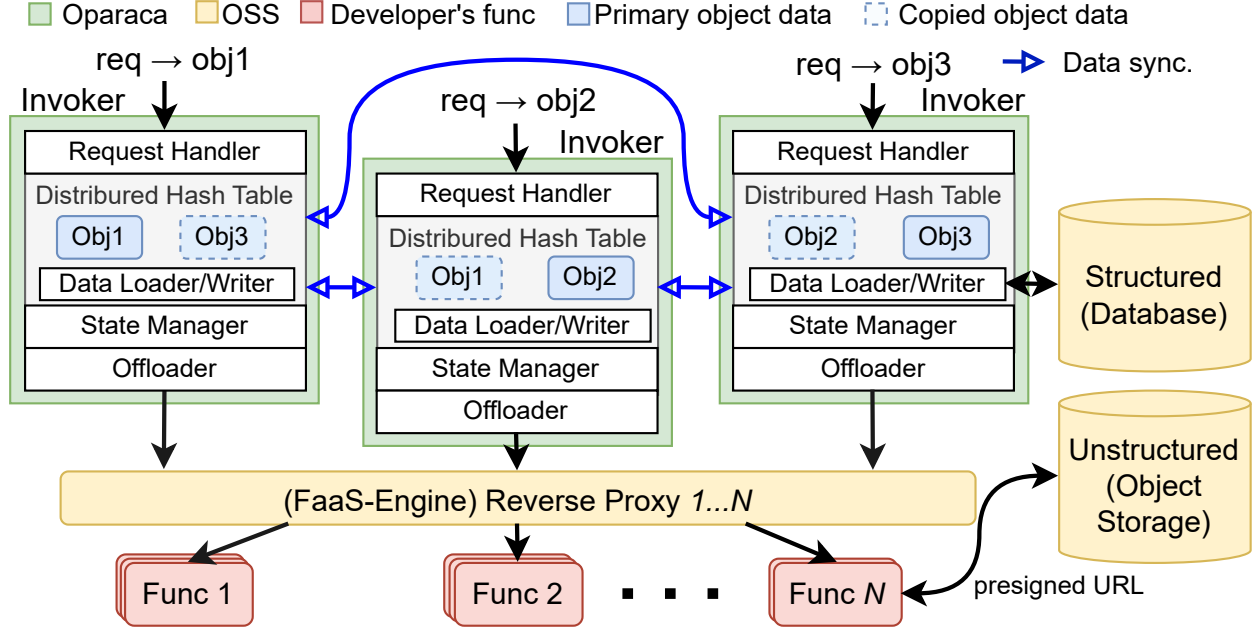 Oparaca OSS Developer's func Primary object data Copied object data
req → obj1
req → obj2
req → obj3
Data sync.
Invoker
Request Handler
Distribured Hash Table
Obj1 Obj3
Data Loader/Writer
State Manager
Offloader
Invoker
Request Handler
Distribured Hash Table
Obj1 Obj2
Data Loader/Writer
State Manager
Offloader
Invoker
Request Handler
Distribured Hash Table
Obj2 Obj3
Data Loader/Writer
State Manager
Offloader
Structured
(Database)
Unstructured
(Object
Storage)
(FaaS-Engine) Reverse Proxy 1...N
Func 1
Func 2
Func N
presigned URL